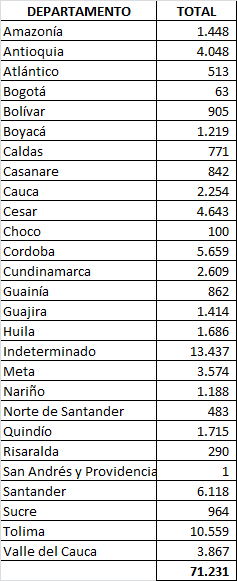 DEPARTAMENTO TOTAL
Amazonía 1.448
Antioquia 4.048
Atlántico 513
Bogotá 63
Bolívar 905
Boyacá 1.219
Caldas 771
Casanare 842
Cauca 2.254
Cesar 4.643
Choco 100
Cordoba 5.659
Cundinamarca 2.609
Guainía 862
Guajira 1.414
Huila 1.686
Indeterminado 13.437
Meta 3.574
Nariño 1.188
Norte de Santander 483
Quindío 1.715
Risaralda 290
San Andrés y Providencia 1
Santander 6.118
Sucre 964
Tolima 10.559
Valle del Cauca 3.867
71.231